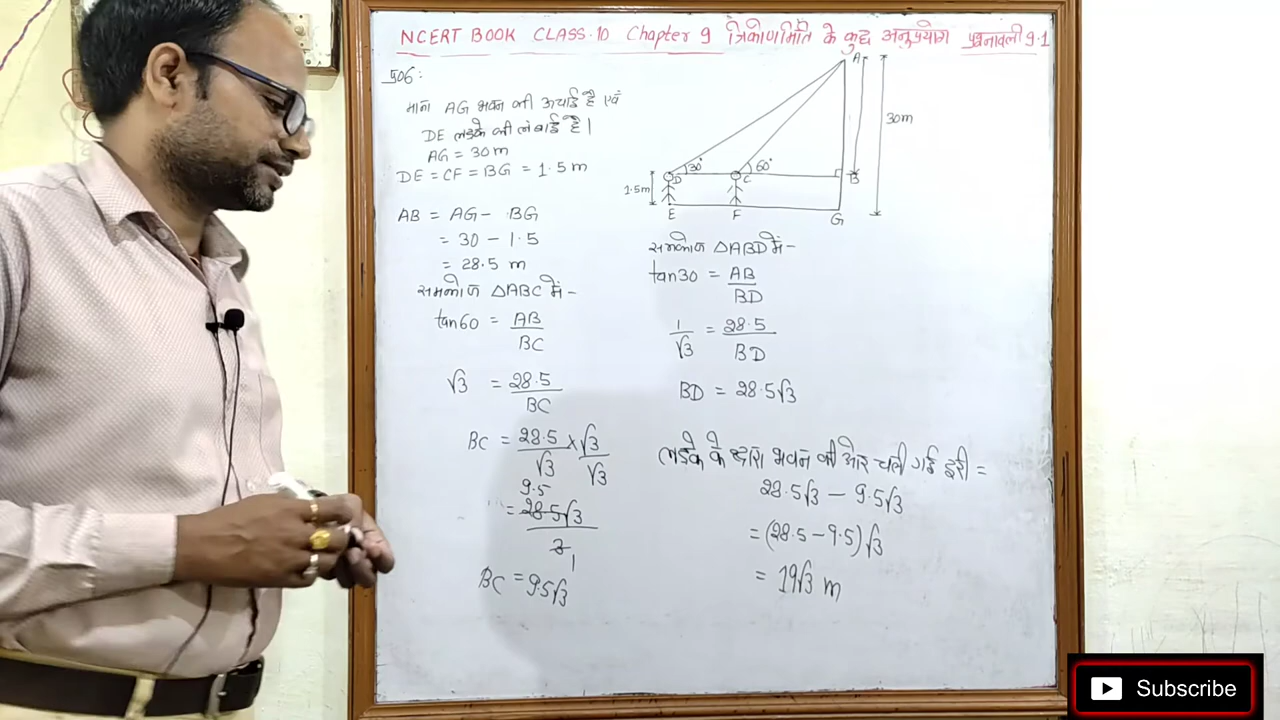 NCERT BOOK CLASS-10 Chapter 9 त्रिकोणमिति के कुछ अनुप्रयोग प्रश्नावली 9.1
प्र06:
माना AG भवन की ऊचाई है एवं
DE लडके की लंबाई है।
AG = 30 m
DE = CF = BG = 1.5 m
AB = AG - BG
= 30 - 1.5
= 28.5 m
समकोण △ABC में -
tan60 = AB/BC
√3 = 28.5/BC
BC = 28.5/√3 × √3/√3
9.5
= 28.5√3/3
1
BC = 9.5√3
A
30m
30°
60°
D
C
B
1.5m
E
F
G
समकोण △ABD में -
tan30 = AB/BD
1/√3 = 28.5/BD
BD = 28.5√3
लडके के द्वारा भवन की ओर चली गई दूरी =
28.5√3 - 9.5√3
= (28.5 - 9.5)√3
= 19√3 m
Subscribe